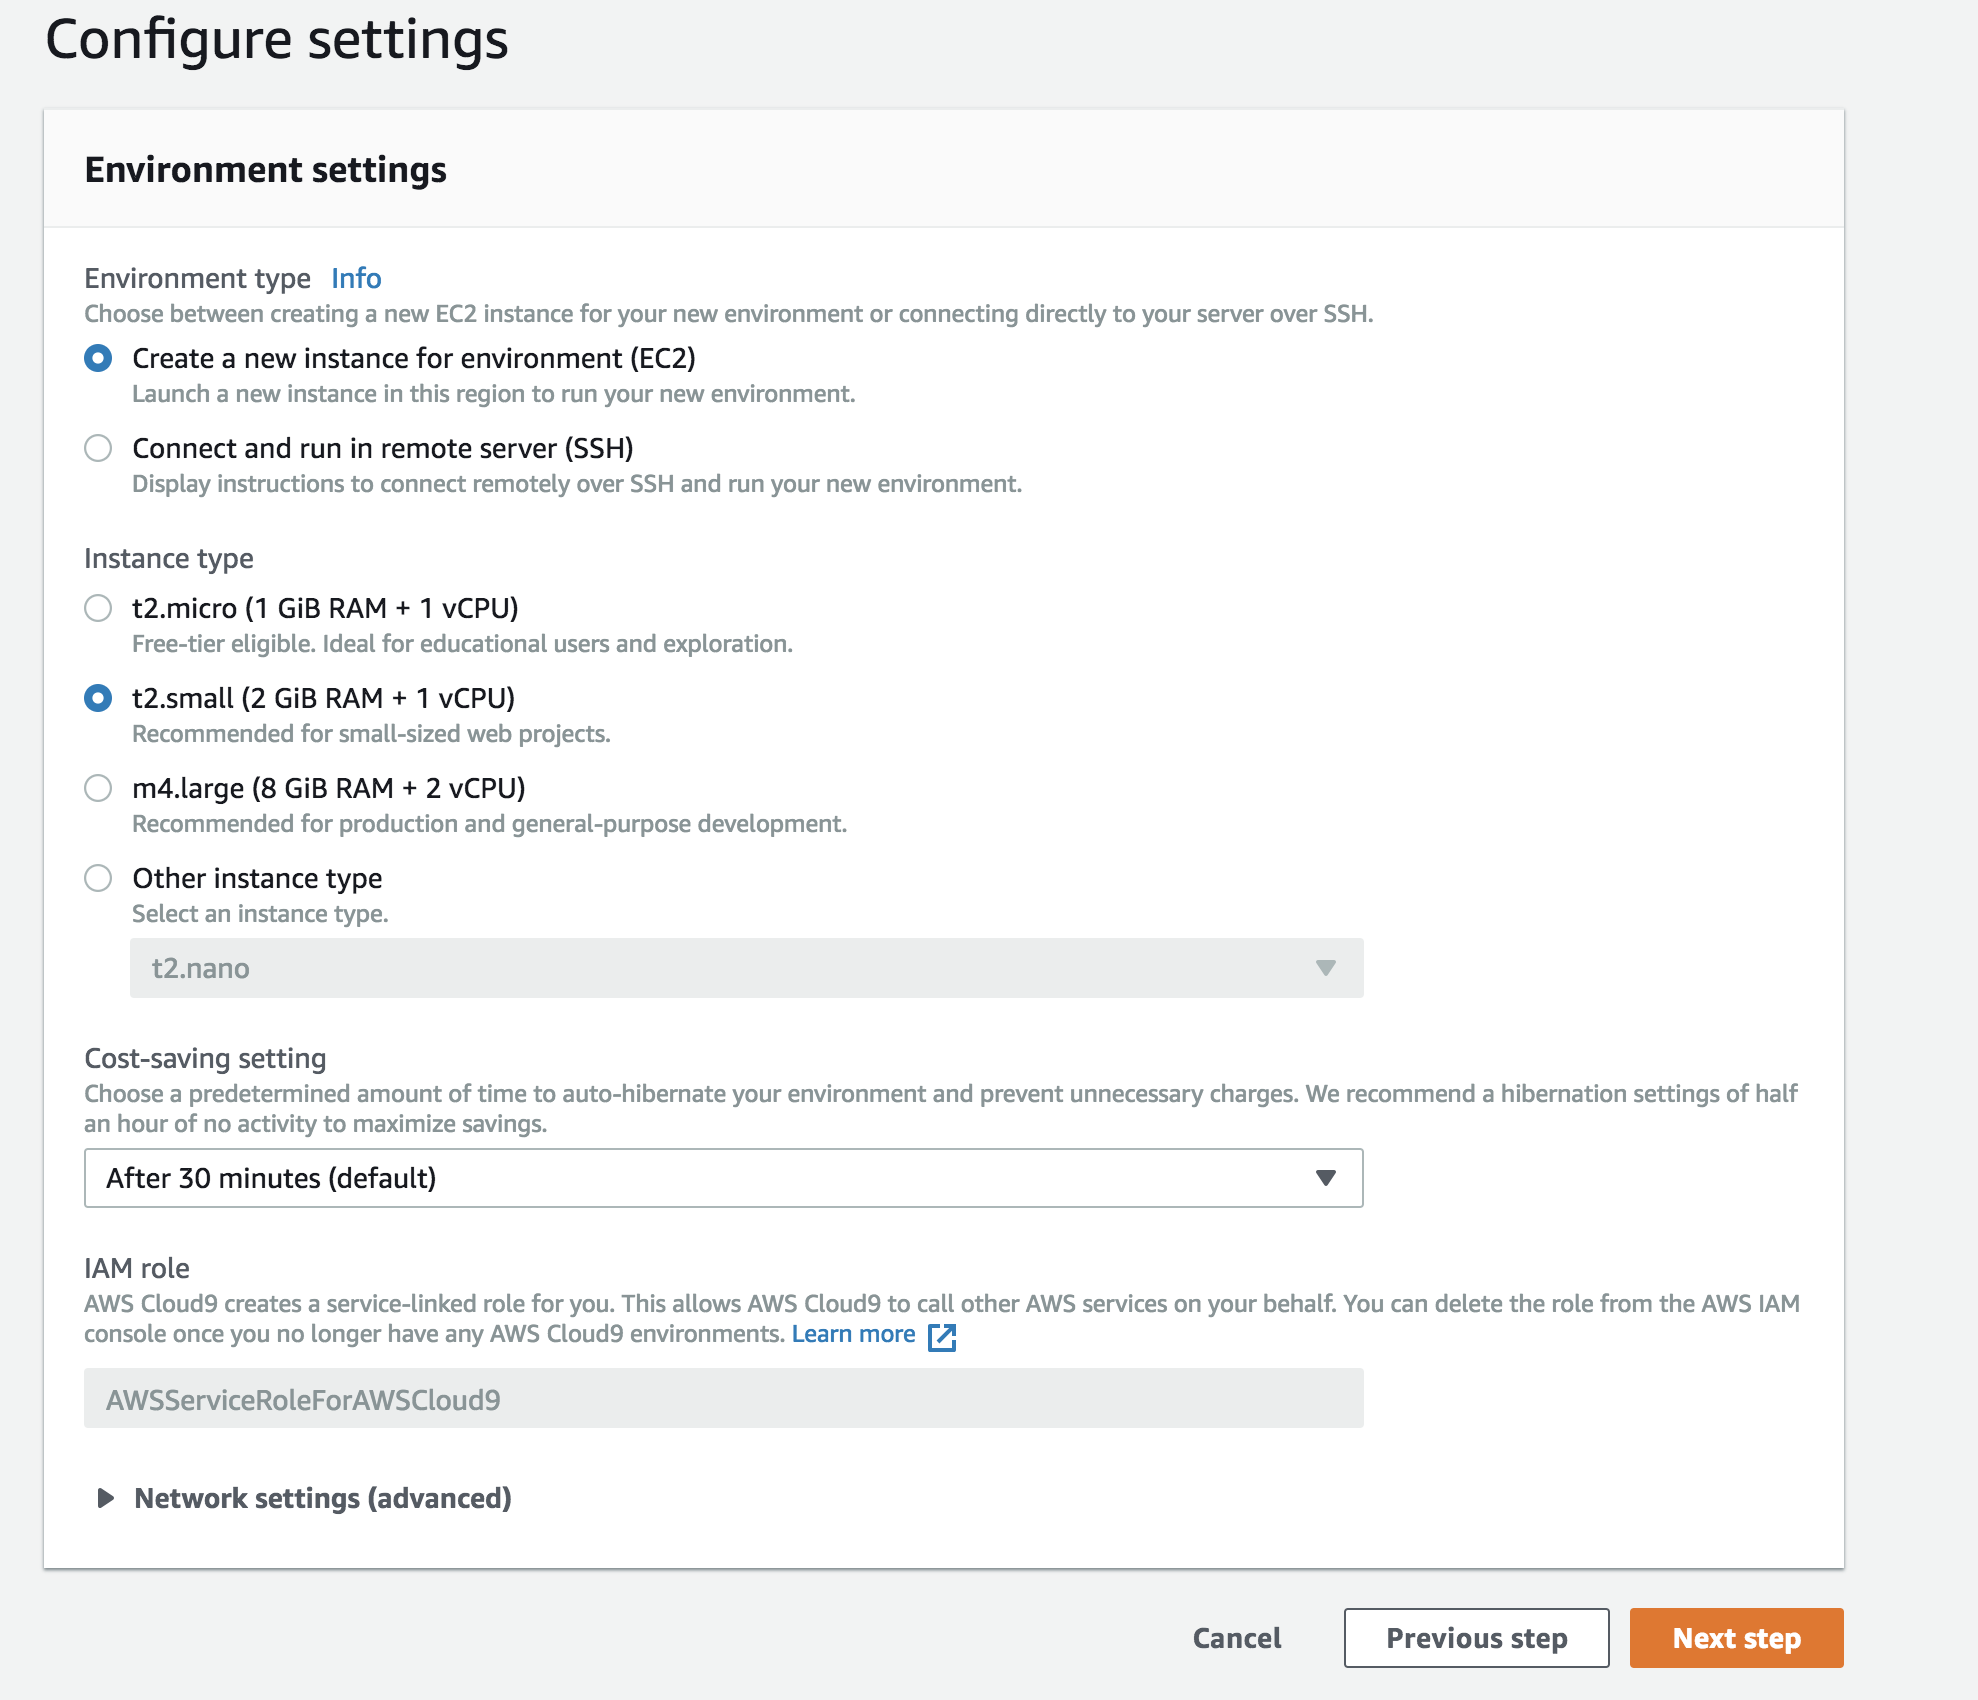 Configure settings
Environment settings
Environment type Info
Choose between creating a new EC2 instance for your new environment or connecting directly to your server over SSH.
Create a new instance for environment (EC2)
Launch a new instance in this region to run your new environment.
Connect and run in remote server (SSH)
Display instructions to connect remotely over SSH and run your new environment.
Instance type
t2.micro (1 GiB RAM + 1 vCPU)
Free-tier eligible. Ideal for educational users and exploration.
t2.small (2 GiB RAM + 1 vCPU)
Recommended for small-sized web projects.
m4.large (8 GiB RAM + 2 vCPU)
Recommended for production and general-purpose development.
Other instance type
Select an instance type.
t2.nano
Cost-saving setting
Choose a predetermined amount of time to auto-hibernate your environment and prevent unnecessary charges. We recommend a hibernation settings of half
an hour of no activity to maximize savings.
After 30 minutes (default)
IAM role
AWS Cloud9 creates a service-linked role for you. This allows AWS Cloud9 to call other AWS services on your behalf. You can delete the role from the AWS IAM
console once you no longer have any AWS Cloud9 environments. Learn more
AWSServiceRoleForAWSCloud9
Network settings (advanced)
Cancel Previous step Next step